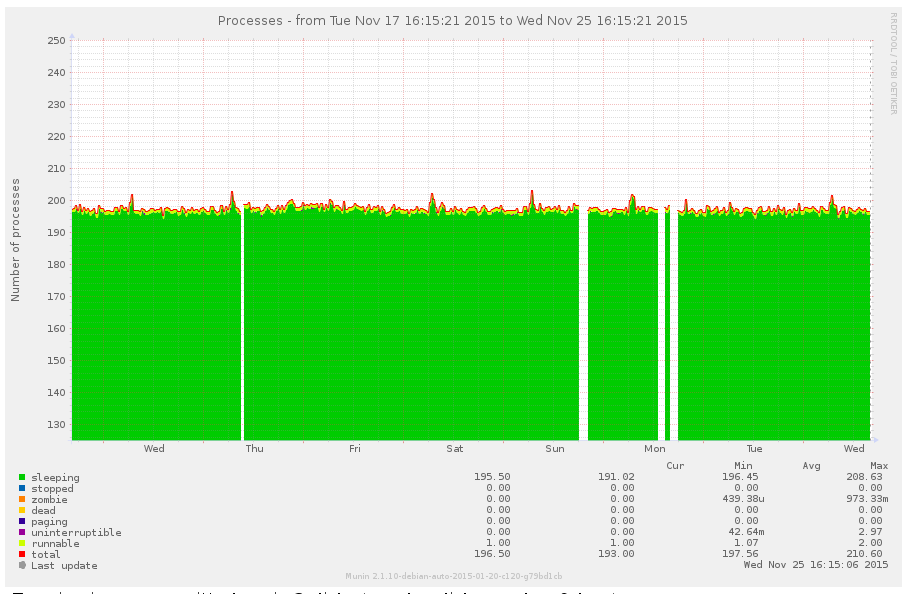 Processes - from Tue Nov 17 16:15:21 2015 to Wed Nov 25 16:15:21 2015
RRDTOOL / TOBI OETIKER
Number of processes
250
240
230
220
210
200
190
180
170
160
150
140
130
Wed Thu Fri Sat Sun Mon Tue Wed
Cur Min Avg Max
sleeping 195.50 191.02 196.45 208.63
stopped 0.00 0.00 0.00 0.00
zombie 0.00 0.00 439.38u 973.33m
dead 0.00 0.00 0.00 0.00
paging 0.00 0.00 0.00 0.00
uninterruptible 0.00 0.00 42.64m 2.97
runnable 1.00 1.00 1.07 2.00
total 196.50 193.00 197.56 210.60
Last update Wed Nov 25 16:15:06 2015
Munin 2.1.10-debian-auto-2015-01-20-c120-g79bd1cb